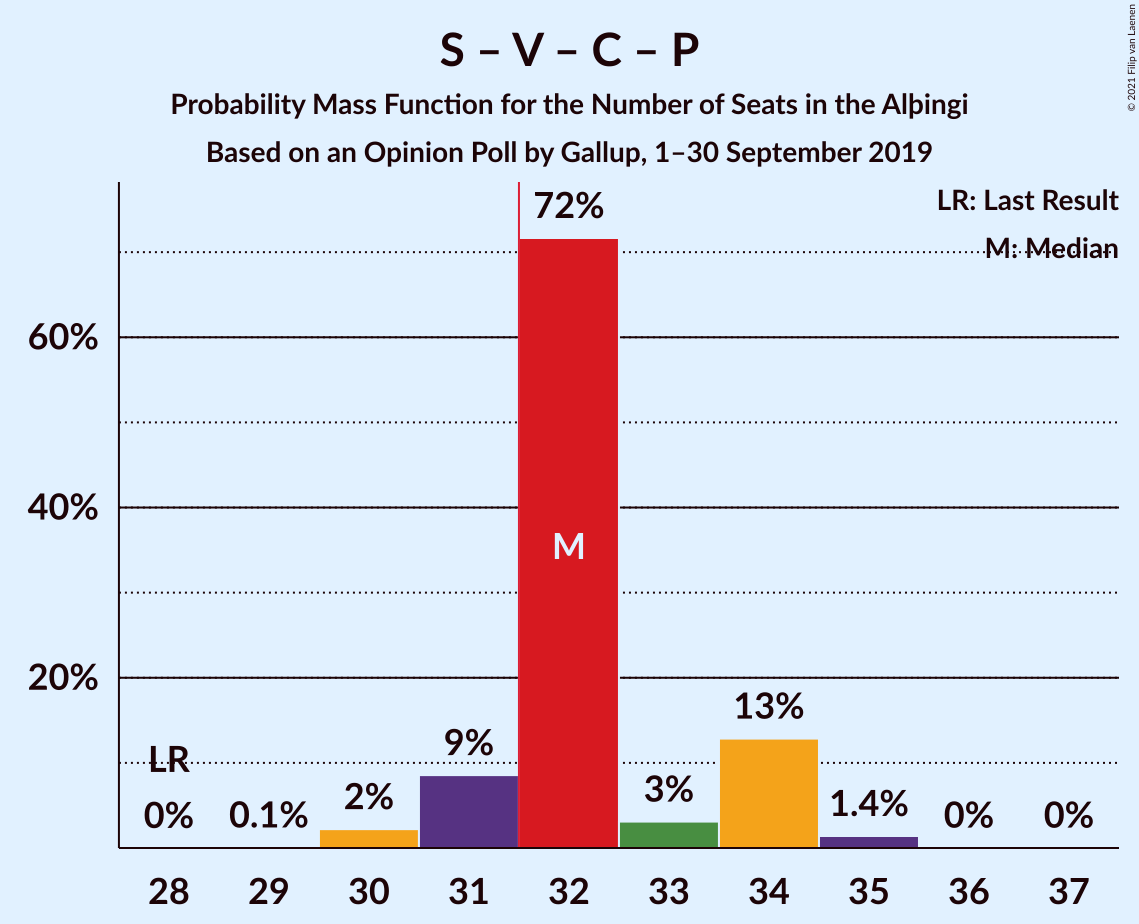 S – V – C – P
Probability Mass Function for the Number of Seats in the Alþingi
Based on an Opinion Poll by Gallup, 1–30 September 2019
© 2021 Filip van Laenen
LR: Last Result
M: Median
60%
40%
20%
LR
0%
0.1%
2%
9%
72%
M
3%
13%
1.4%
0%
0%
28 29 30 31 32 33 34 35 36 37